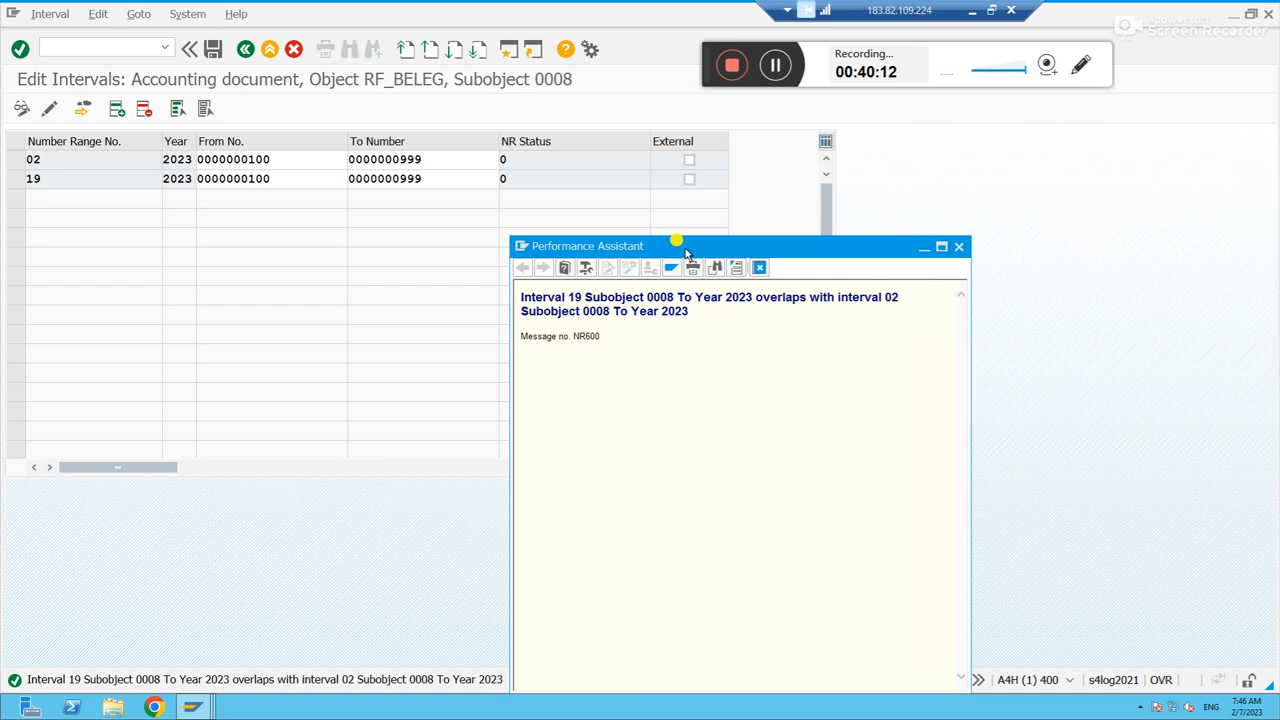 Interval Edit Goto System Help
183.82.109.224
Apowersoft
Screen Recorder
Recording...
00:40:12
Edit Intervals: Accounting document, Object RF_BELEG, Subobject 0008
Number Range No. Year From No. To Number NR Status External
02 2023 0000000100 0000000999 0
19 2023 0000000100 0000000999 0
Performance Assistant
Interval 19 Subobject 0008 To Year 2023 overlaps with interval 02
Subobject 0008 To Year 2023
Message no. NR600
Interval 19 Subobject 0008 To Year 2023 overlaps with interval 02 Subobject 0008 To Year 2023
A4H (1) 400 s4log2021 OVR
ENG
7:46 AM
2/7/2023